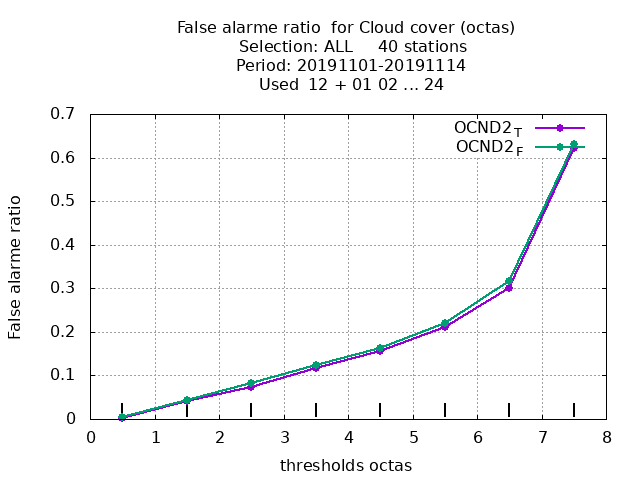 False alarme ratio  for Cloud cover (octas)
Selection: ALL     40 stations
Period: 20191101-20191114
Used  12 + 01 02 ... 24
OCND2 T
OCND2 F
False alarme ratio
0.7
0.6
0.5
0.4
0.3
0.2
0.1
0
0 1 2 3 4 5 6 7 8
thresholds octas